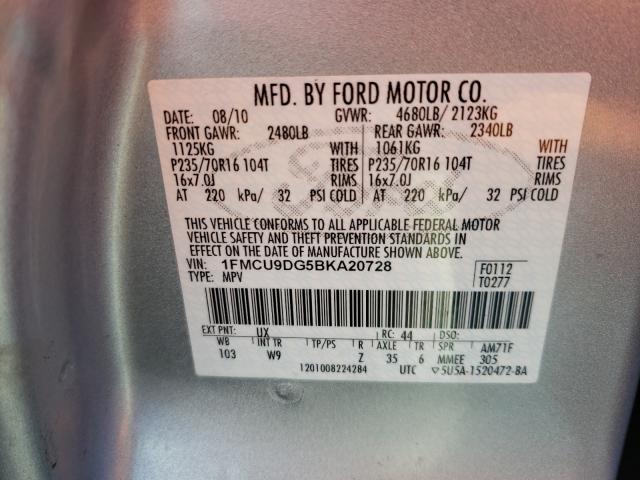 MFD. BY FORD MOTOR CO.
DATE: 08/10 GVWR: 4680LB/ 2123KG
FRONT GAWR: 2480LB REAR GAWR: 2340LB
1125KG WITH 1061KG WITH
P235/70R16 104T TIRES P235/70R16 104T TIRES
16x7.0J RIMS 16x7.0J RIMS
AT 220 kPa/ 32 PSI COLD AT 220 kPa/ 32 PSI COLD
THIS VEHICLE CONFORMS TO ALL APPLICABLE FEDERAL MOTOR
VEHICLE SAFETY AND THEFT PREVENTION STANDARDS IN
EFFECT ON THE DATE OF MANUFACTURE SHOWN ABOVE.
VIN: 1FMCU9DG5BKA20728 F0112
TYPE: MPV T0277
EXT PNT: UX RC: 44 DSO:
WB INT TR TP/PS R AXLE TR SPR AM71F
103 W9 Z 35 6 MMEE 305
1201008224284 UTC ▽5U5A-1520472-BA